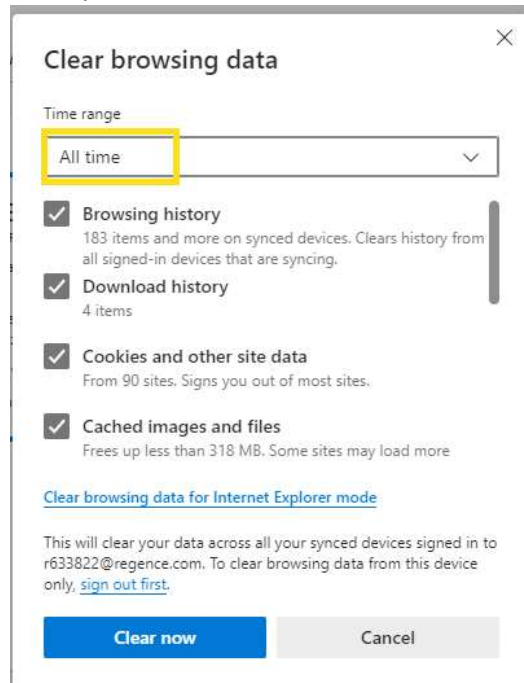 Clear browsing data
Time range
All time
Browsing history
183 items and more on synced devices. Clears history from
all signed-in devices that are syncing.
Download history
4 items
Cookies and other site data
From 90 sites. Signs you out of most sites.
Cached images and files
Frees up less than 318 MB. Some sites may load more
Clear browsing data for Internet Explorer mode
This will clear your data across all your synced devices signed in to
r633822@regence.com. To clear browsing data from this device
only, sign out first.
Clear now
Cancel